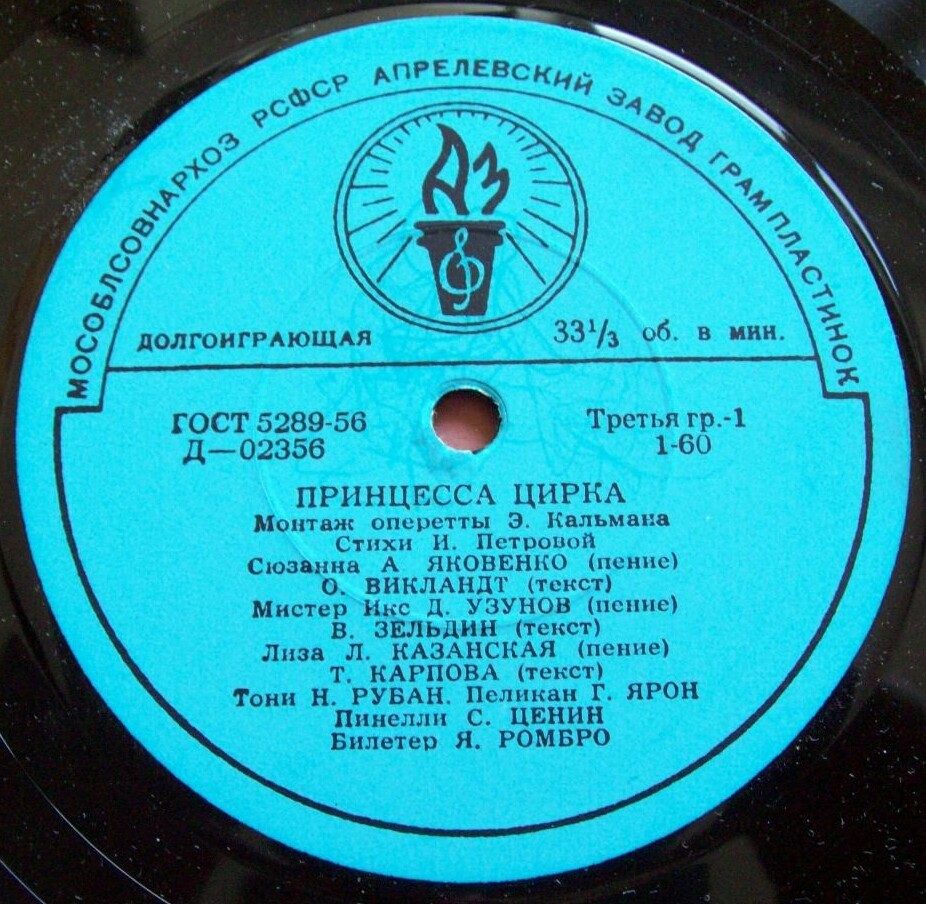 МОСОБЛСОВНАРХОЗ РСФСР АПРЕЛЕВСКИЙ ЗАВОД ГРАМПЛАСТИНОК
АЗ
ДОЛГОИГРАЮЩАЯ 33⅓ об. в мин.
ГОСТ 5289-56 Третья гр.-1
Д—02356 1-60
ПРИНЦЕССА ЦИРКА
Монтаж оперетты Э. Кальмана
Стихи И. Петровой
Сюзанна А ЯКОВЕНКО (пение)
О. ВИКЛАНДТ (текст)
Мистер Икс Д. УЗУНОВ (пение)
В. ЗЕЛЬДИН (текст)
Лиза Л. КАЗАНСКАЯ (пение)
Т. КАРПОВА (текст)
Тони Н. РУБАН. Пеликан Г. ЯРОН
Пинелли С. ЦЕНИН
Билетер Я. РОМБРО